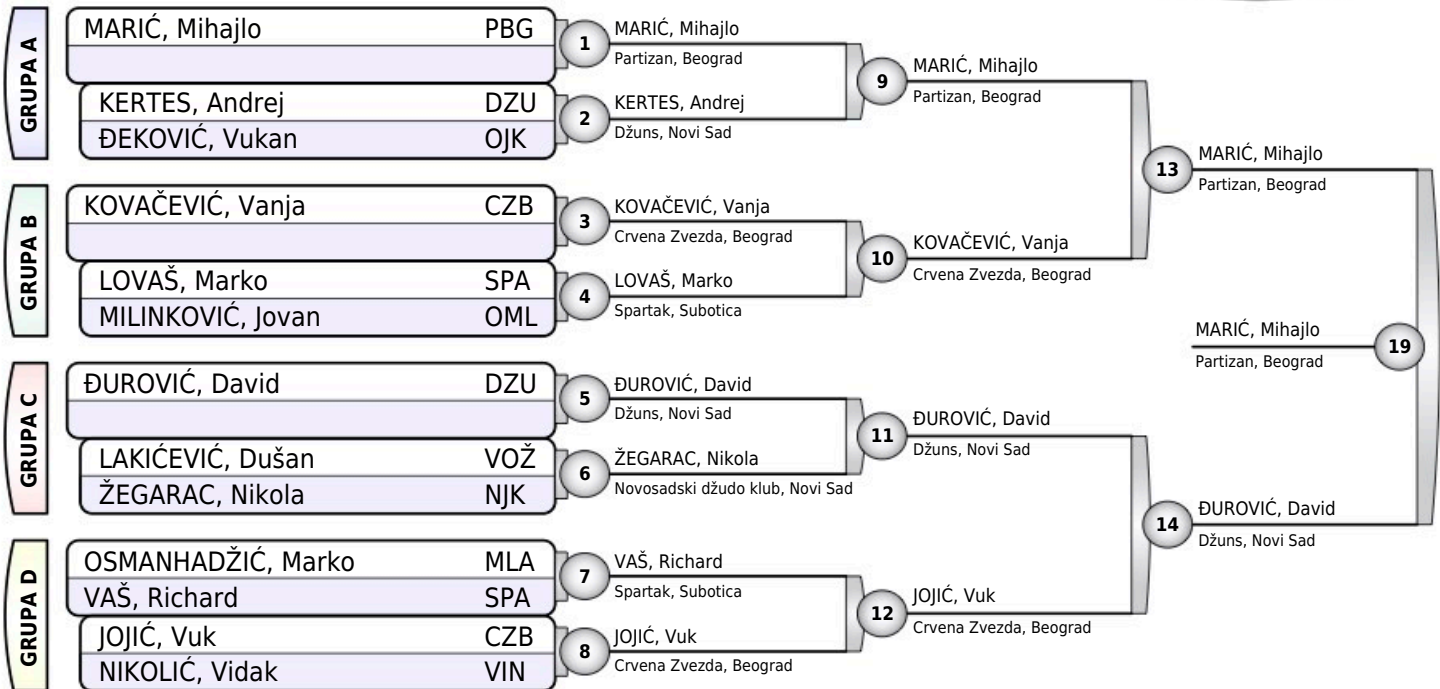 GRUPA A
MARIĆ, Mihajlo PBG
KERTES, Andrej DZU
ĐEKOVIĆ, Vukan OJK
1
MARIĆ, Mihajlo
Partizan, Beograd
2
KERTES, Andrej
Džuns, Novi Sad
9
MARIĆ, Mihajlo
Partizan, Beograd
GRUPA B
KOVAČEVIĆ, Vanja CZB
LOVAŠ, Marko SPA
MILINKOVIĆ, Jovan OML
3
KOVAČEVIĆ, Vanja
Crvena Zvezda, Beograd
4
LOVAŠ, Marko
Spartak, Subotica
10
KOVAČEVIĆ, Vanja
Crvena Zvezda, Beograd
13
MARIĆ, Mihajlo
Partizan, Beograd
GRUPA C
ĐUROVIĆ, David DZU
LAKIĆEVIĆ, Dušan VOŽ
ŽEGARAC, Nikola NJK
5
ĐUROVIĆ, David
Džuns, Novi Sad
6
ŽEGARAC, Nikola
Novosadski džudo klub, Novi Sad
11
ĐUROVIĆ, David
Džuns, Novi Sad
GRUPA D
OSMANHADŽIĆ, Marko MLA
VAŠ, Richard SPA
JOJIĆ, Vuk CZB
NIKOLIĆ, Vidak VIN
7
VAŠ, Richard
Spartak, Subotica
8
JOJIĆ, Vuk
Crvena Zvezda, Beograd
12
JOJIĆ, Vuk
Crvena Zvezda, Beograd
14
ĐUROVIĆ, David
Džuns, Novi Sad
MARIĆ, Mihajlo
Partizan, Beograd
19